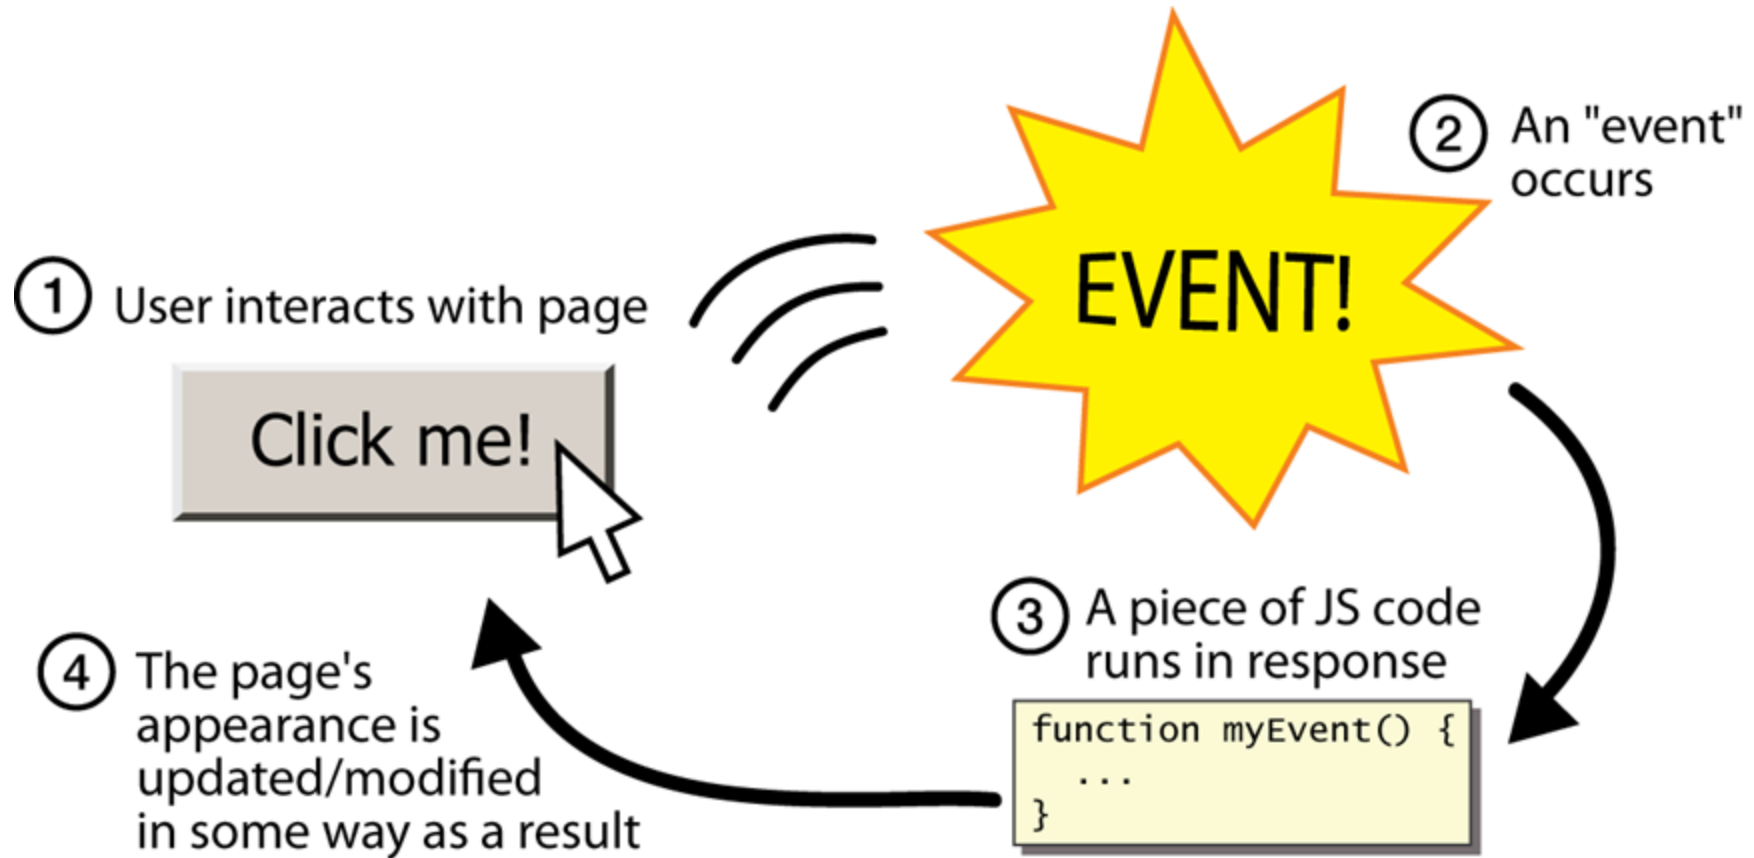 1 User interacts with page
Click me!
EVENT!
2 An "event"
occurs
3 A piece of JS code
runs in response
function myEvent() {
...
}
4 The page's
appearance is
updated/modified
in some way as a result